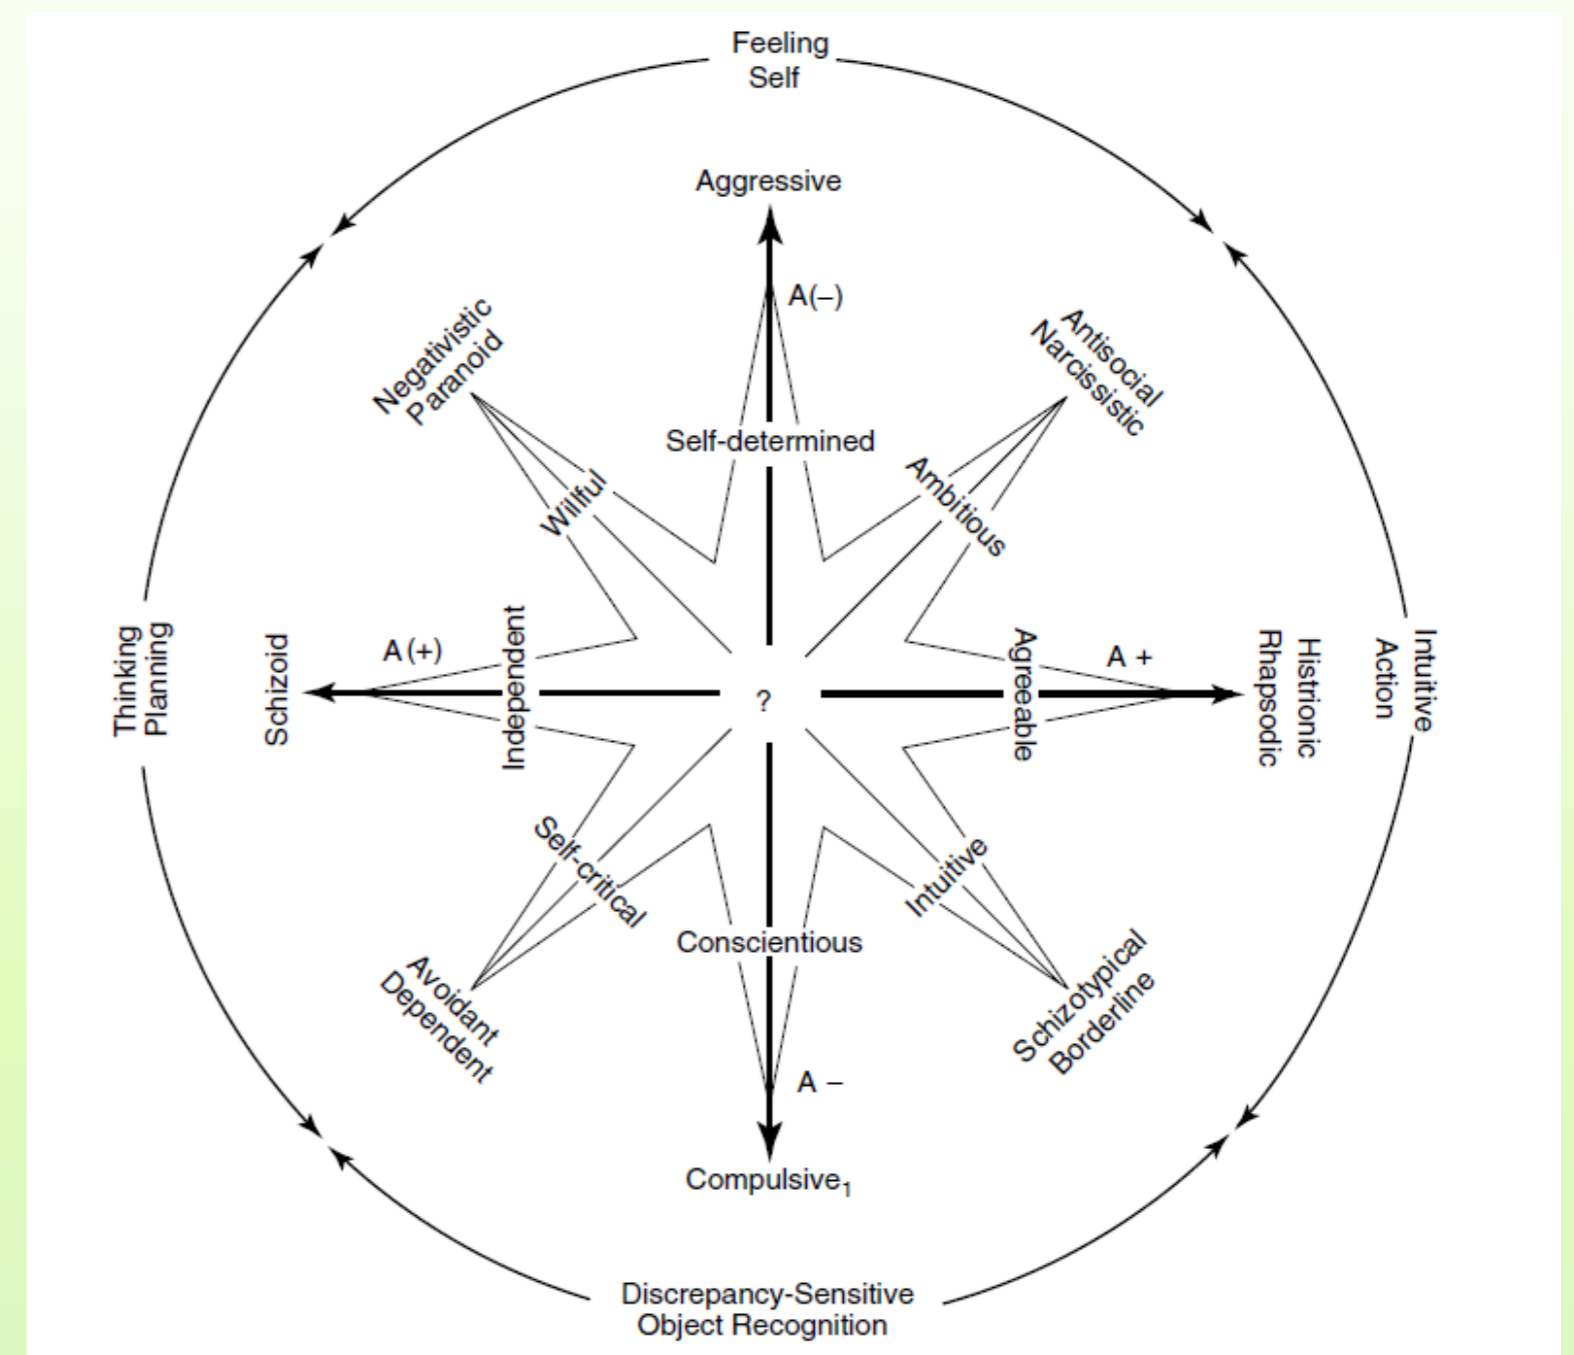 Feeling
Self
Aggressive
A(–)
Negativistic
Paranoid
Antisocial
Narcissistic
Self-determined
Willful
Ambitious
Thinking
Planning
Schizoid
A (+)
Independent
?
Agreeable
A +
Histrionic
Rhapsodic
Intuitive
Action
Self-critical
Intuitive
Conscientious
Avoidant
Dependent
Schizotypical
Borderline
A –
Compulsive1
Discrepancy-Sensitive
Object Recognition